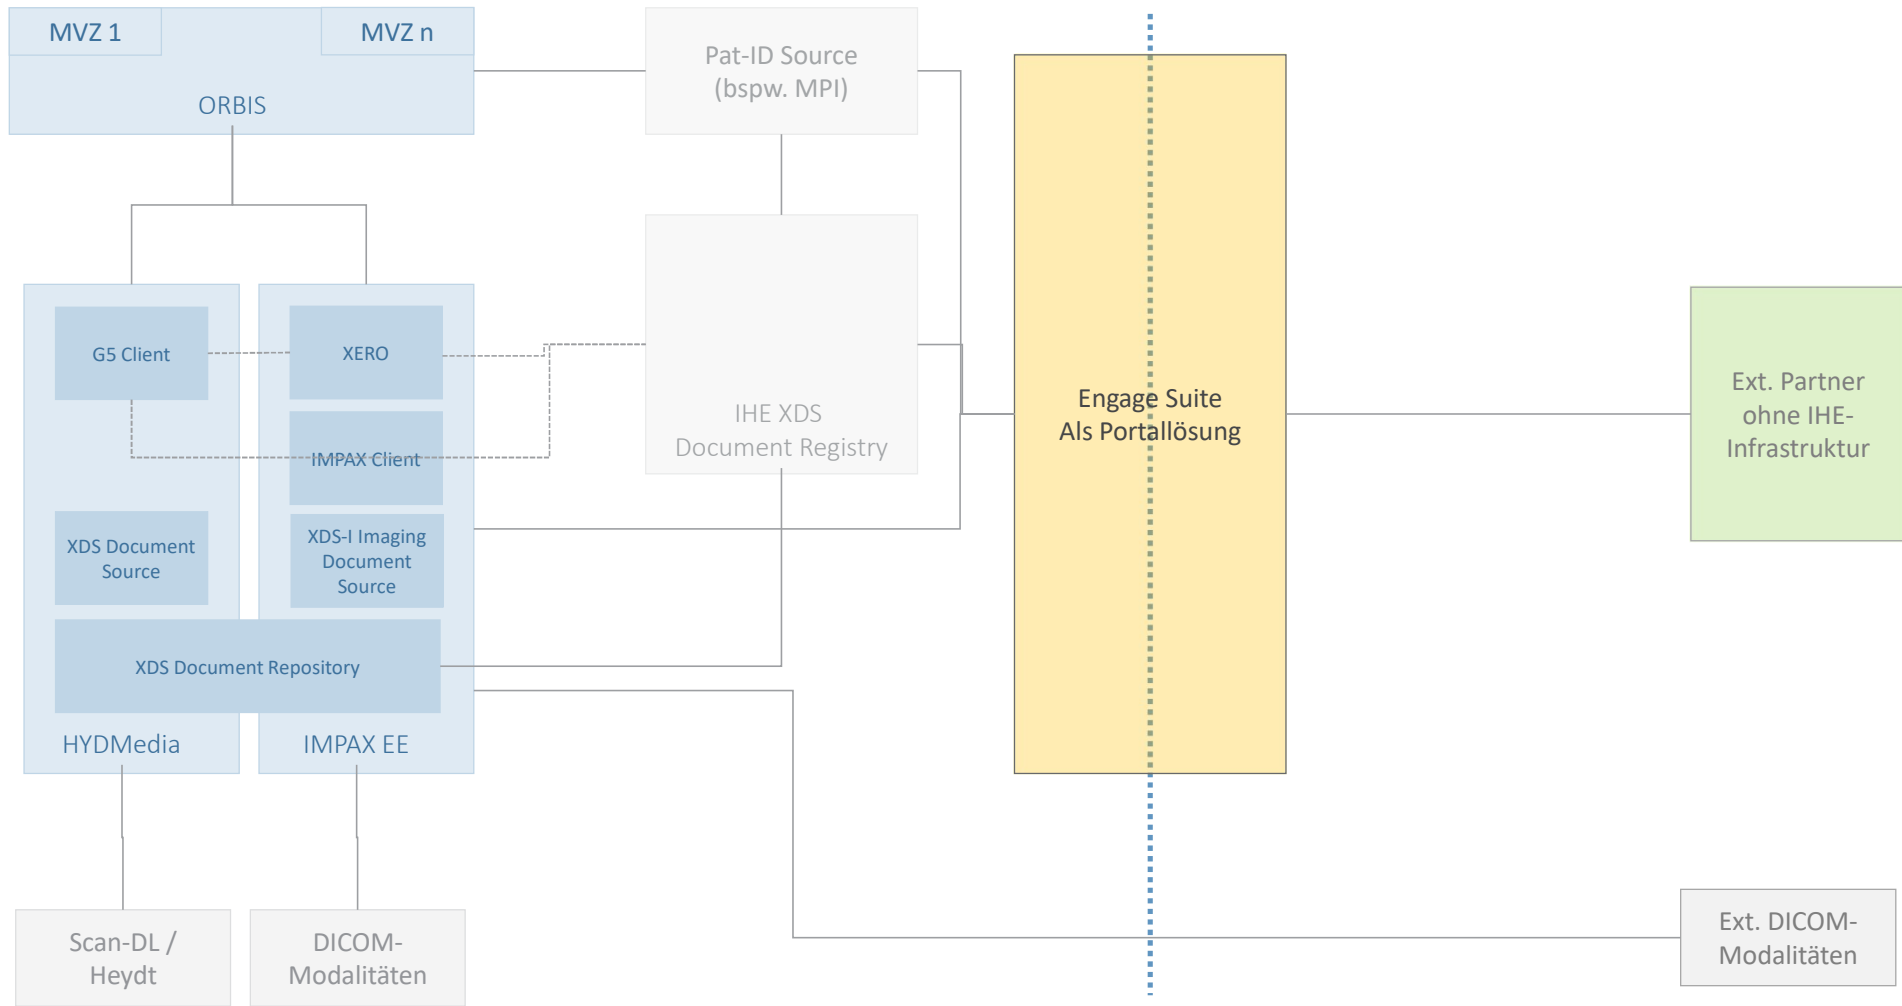 MVZ 1
MVZ n
ORBIS
Pat-ID Source
(bspw. MPI)
G5 Client
XERO
IMPAX Client
XDS Document
Source
XDS-I Imaging
Document
Source
XDS Document Repository
HYDMedia
IMPAX EE
IHE XDS
Document Registry
Engage Suite
Als Portallösung
Ext. Partner
ohne IHE-
Infrastruktur
Scan-DL /
Heydt
DICOM-
Modalitäten
Ext. DICOM-
Modalitäten